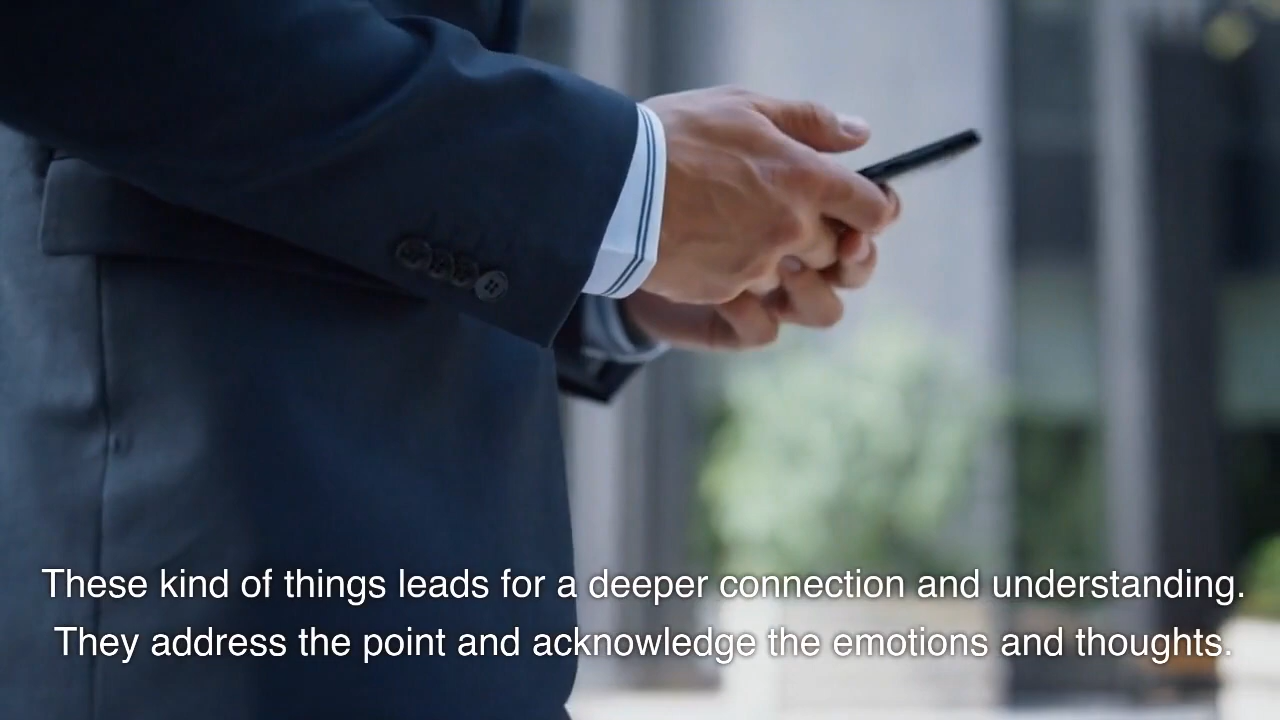 These kind of things leads for a deeper connection and understanding.
They address the point and acknowledge the emotions and thoughts.